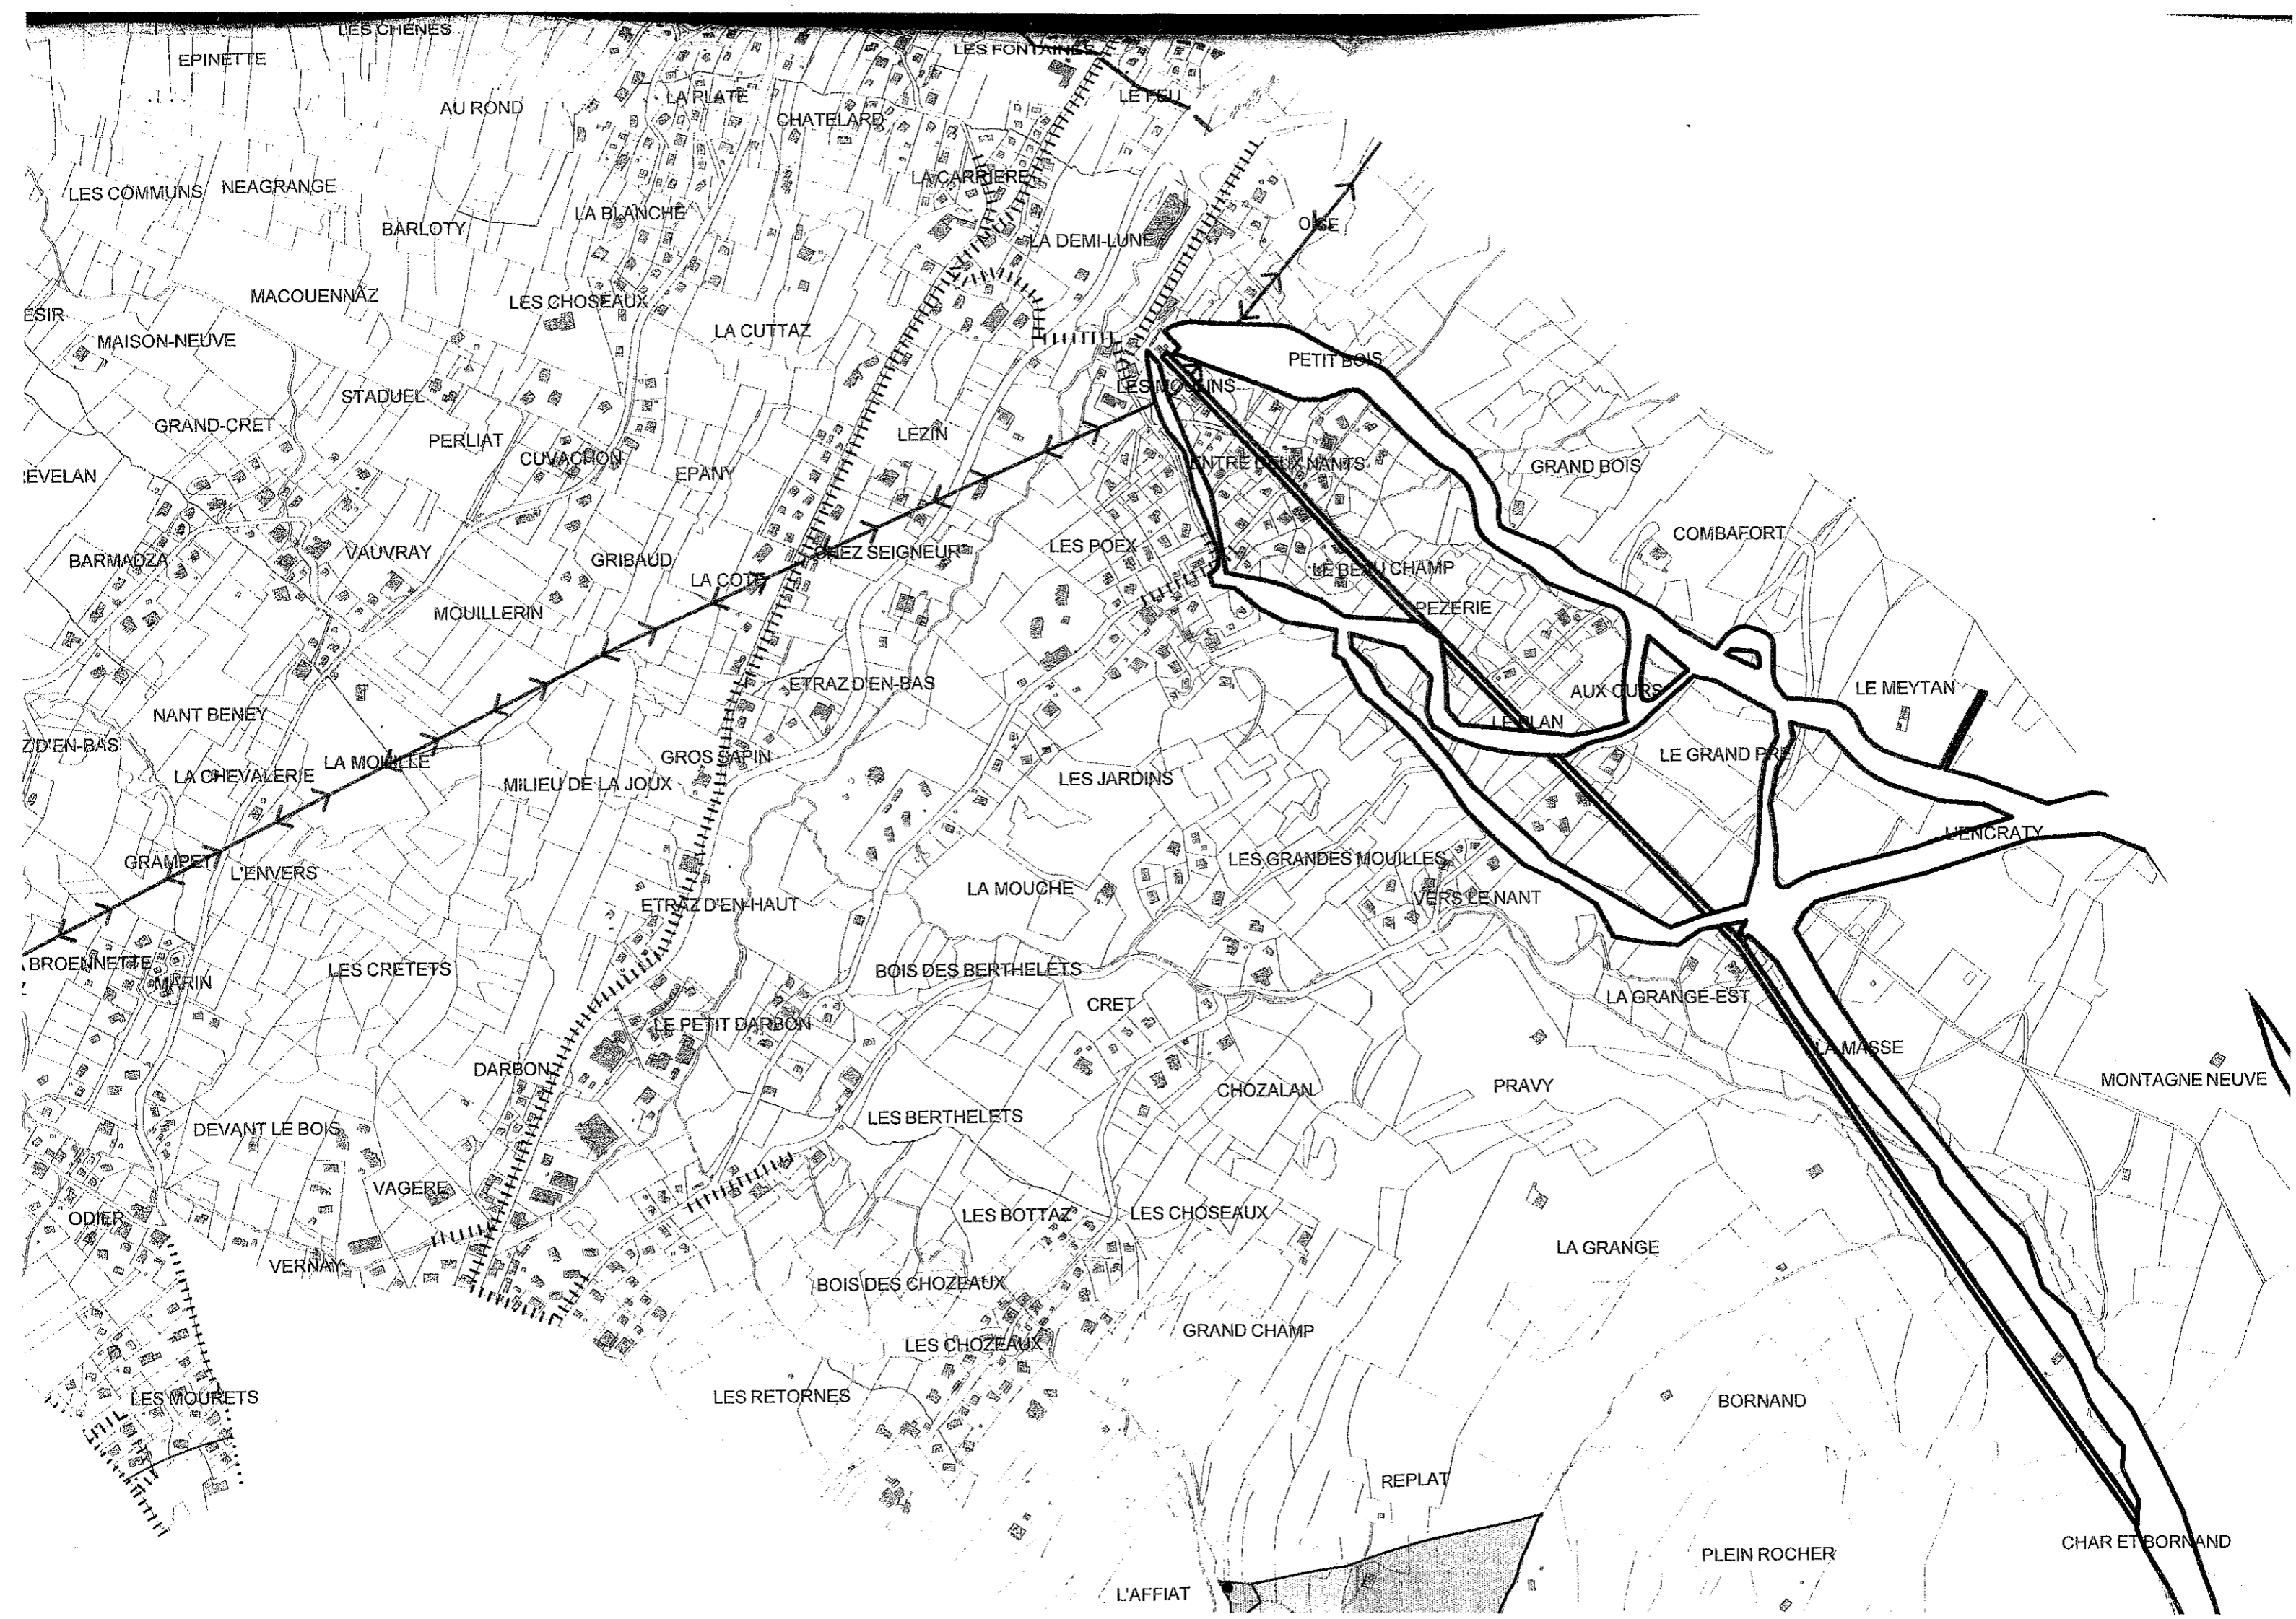 LES CHENES
LES FONTAINES
EPINETTE
LE FEU
LA PLATE
AU ROND
CHATELARD
LA CARRIERE
LES COMMUNS
NEAGRANGE
LA BLANCHE
BARLOTY
OISE
LA DEMI-LUNE
MACOUENNAZ
LES CHOSEAUX
ESIR
LA CUTTAZ
MAISON-NEUVE
PETIT BOIS
LES MOULINS
STADUEL
GRAND-CRET
LEZIN
PERLIAT
CUVACHON
ENTRE DEUX NANTS
GRAND BOIS
EVELAN
EPANY
COMBAFORT
LES POEX
VAUVRAY
CHEZ SEIGNEUR
BARMAOZA
GRIBAUD
LE BEAU CHAMP
LA COTE
PEZERIE
MOUILLERIN
ETRAZ D'EN-BAS
LE MEYTAN
AUX OURS
NANT BENEY
LE PLAN
Z D'EN-BAS
GROS SAPIN
LE GRAND PRE
LA MOUILLE
LA CHEVALERIE
LES JARDINS
MILIEU DE LA JOUX
L'ENCRATY
GRAMPET
L'ENVERS
LES GRANDES MOUILLES
LA MOUCHE
VERS LE NANT
ETRAZ D'EN-HAUT
BROENNETTE
LES CRETETS
BOIS DES BERTHELETS
MARIN
LA GRANGE-EST
CRET
LE PETIT DARBON
LA MASSE
DARBON
MONTAGNE NEUVE
PRAVY
CHOZALAN
LES BERTHELETS
DEVANT LE BOIS
VAGERE
LES BOTTAZ
LES CHOSEAUX
ODIER
LA GRANGE
VERNAY
BOIS DES CHOZEAUX
GRAND CHAMP
LES CHOZEAUX
LES MOURETS
LES RETORNES
BORNAND
REPLAT
CHAR ET BORNAND
PLEIN ROCHER
L'AFFIAT